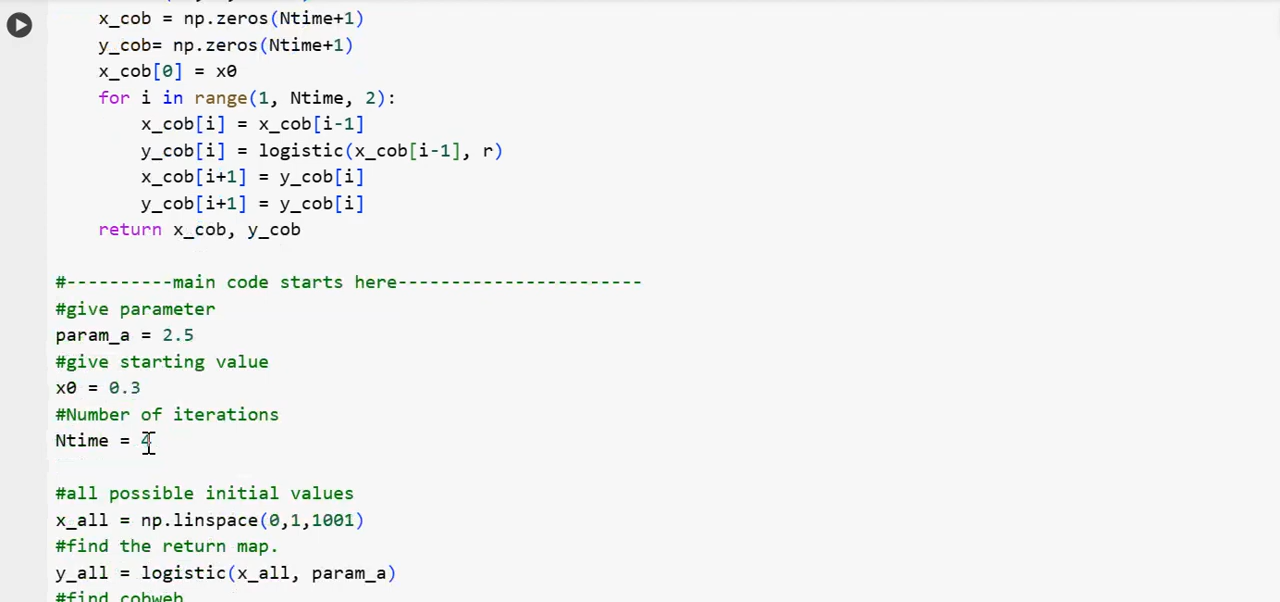 x_cob = np.zeros(Ntime+1)
y_cob= np.zeros(Ntime+1)
x_cob[0] = x0
for i in range(1, Ntime, 2):
x_cob[i] = x_cob[i-1]
y_cob[i] = logistic(x_cob[i-1], r)
x_cob[i+1] = y_cob[i]
y_cob[i+1] = y_cob[i]
return x_cob, y_cob
#----------main code starts here-----------------------
#give parameter
param_a = 2.5
#give starting value
x0 = 0.3
#Number of iterations
Ntime = 4
#all possible initial values
x_all = np.linspace(0,1,1001)
#find the return map.
y_all = logistic(x_all, param_a)
#find cobweb